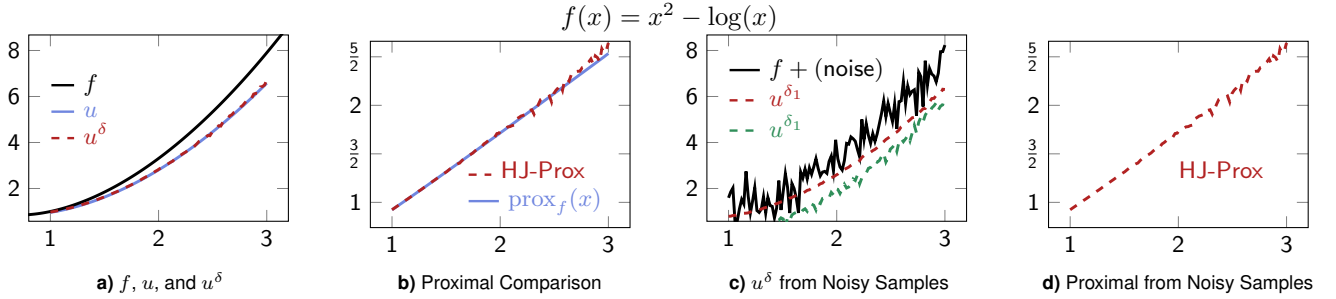 f(x) = x² − log(x)
8
6
4
2
1
2
3
f
u
u^δ
a) f, u, and u^δ
5/2
2
3/2
1
1
2
3
HJ-Prox
prox_f(x)
b) Proximal Comparison
8
6
4
2
1
2
3
f + (noise)
u^{δ₁}
u^{δ₁}
c) u^δ from Noisy Samples
5/2
2
3/2
1
1
2
3
HJ-Prox
d) Proximal from Noisy Samples